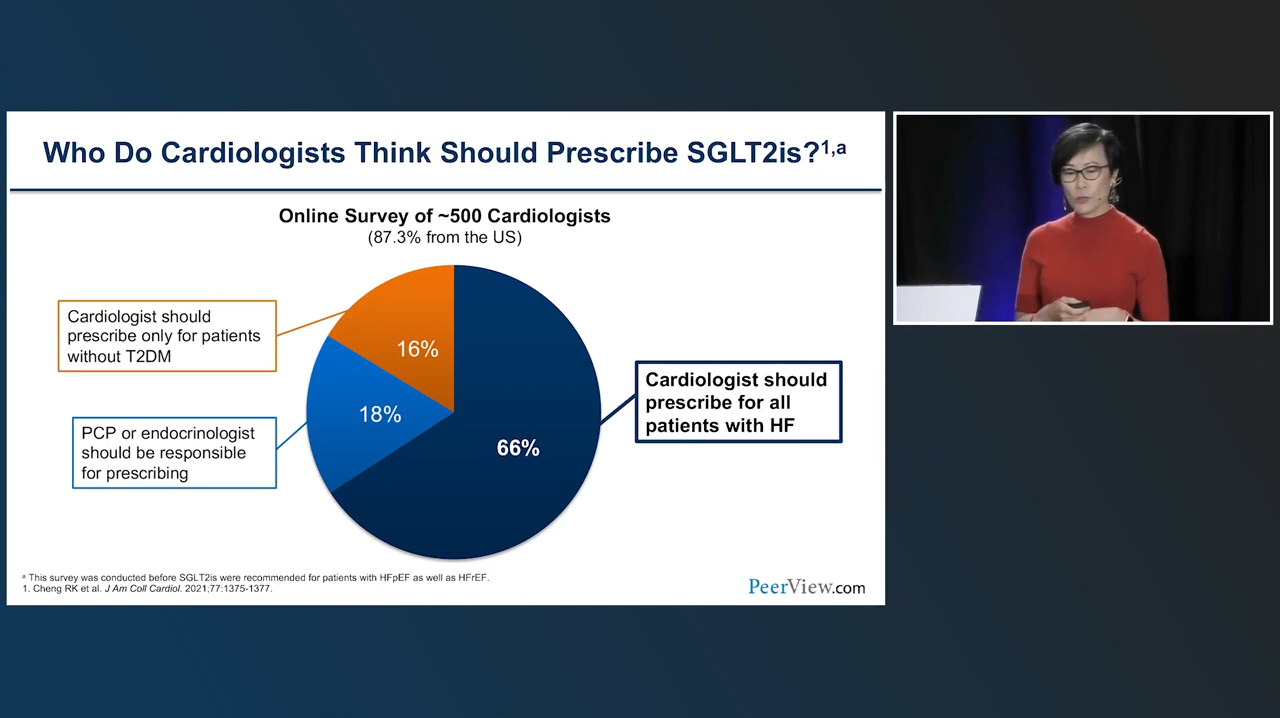 Who Do Cardiologists Think Should Prescribe SGLT2is?1,a
Online Survey of ~500 Cardiologists
(87.3% from the US)
Cardiologist should
prescribe only for patients
without T2DM
16%
PCP or endocrinologist
should be responsible
for prescribing
18%
66%
Cardiologist should
prescribe for all
patients with HF
a This survey was conducted before SGLT2is were recommended for patients with HFpEF as well as HFrEF.
1. Cheng RK et al. J Am Coll Cardiol. 2021;77:1375-1377.
PeerView.com